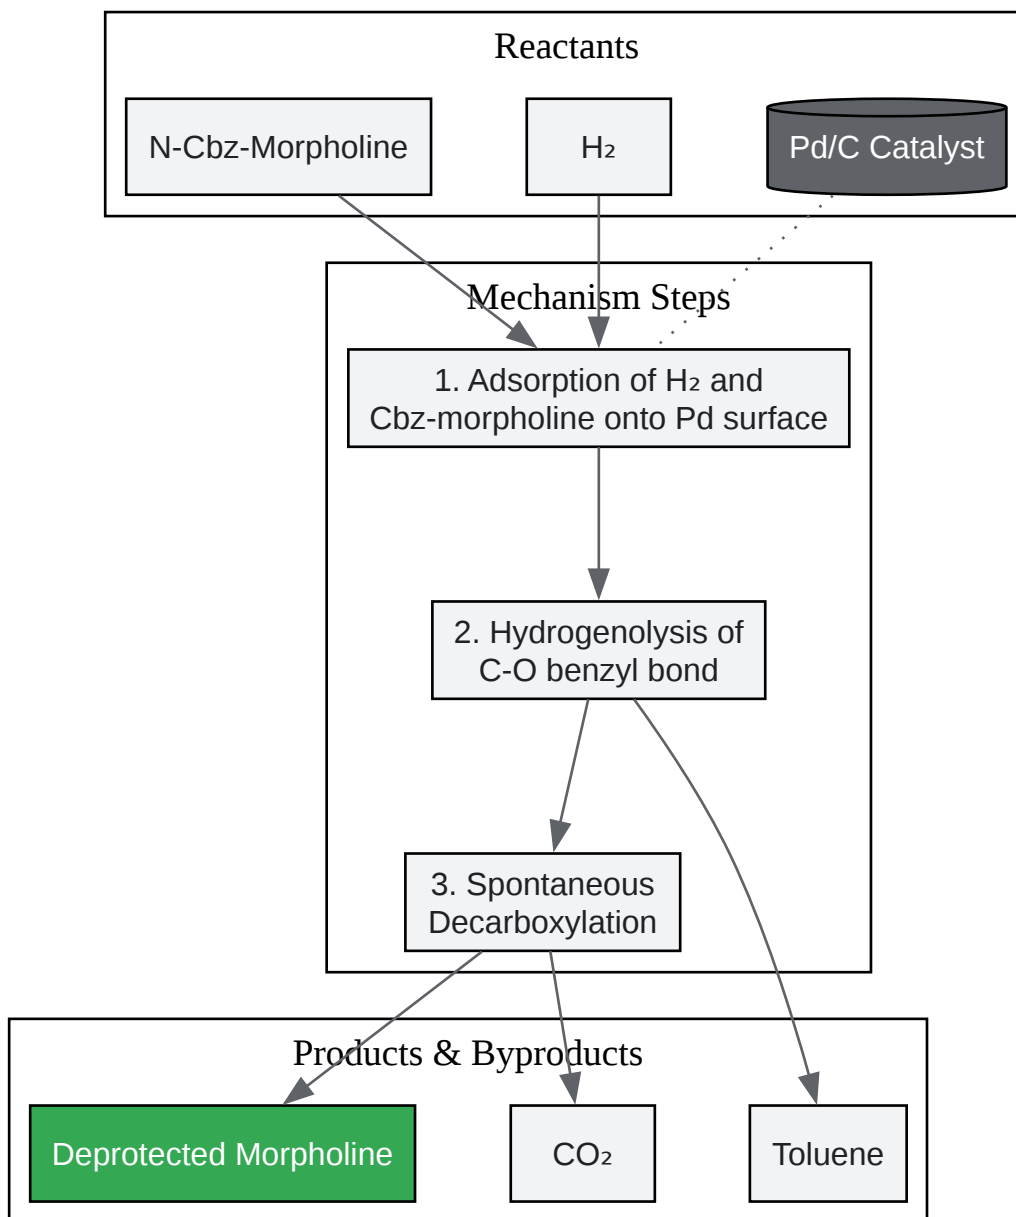 Reactants
N-Cbz-Morpholine
H₂
Pd/C Catalyst
Mechanism Steps
1. Adsorption of H₂ and
Cbz-morpholine onto Pd surface
2. Hydrogenolysis of
C-O benzyl bond
3. Spontaneous
Decarboxylation
Products & Byproducts
Deprotected Morpholine
CO₂
Toluene